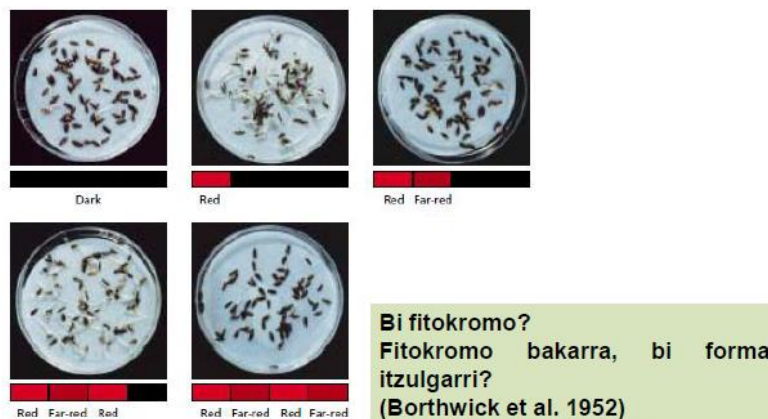 Dark
Red
Red Far-red
Red Far-red Red
Red Far-red Red Far-red
Bi fitokromo?
Fitokromo bakarra, bi forma
itzulgarri?
(Borthwick et al. 1952)